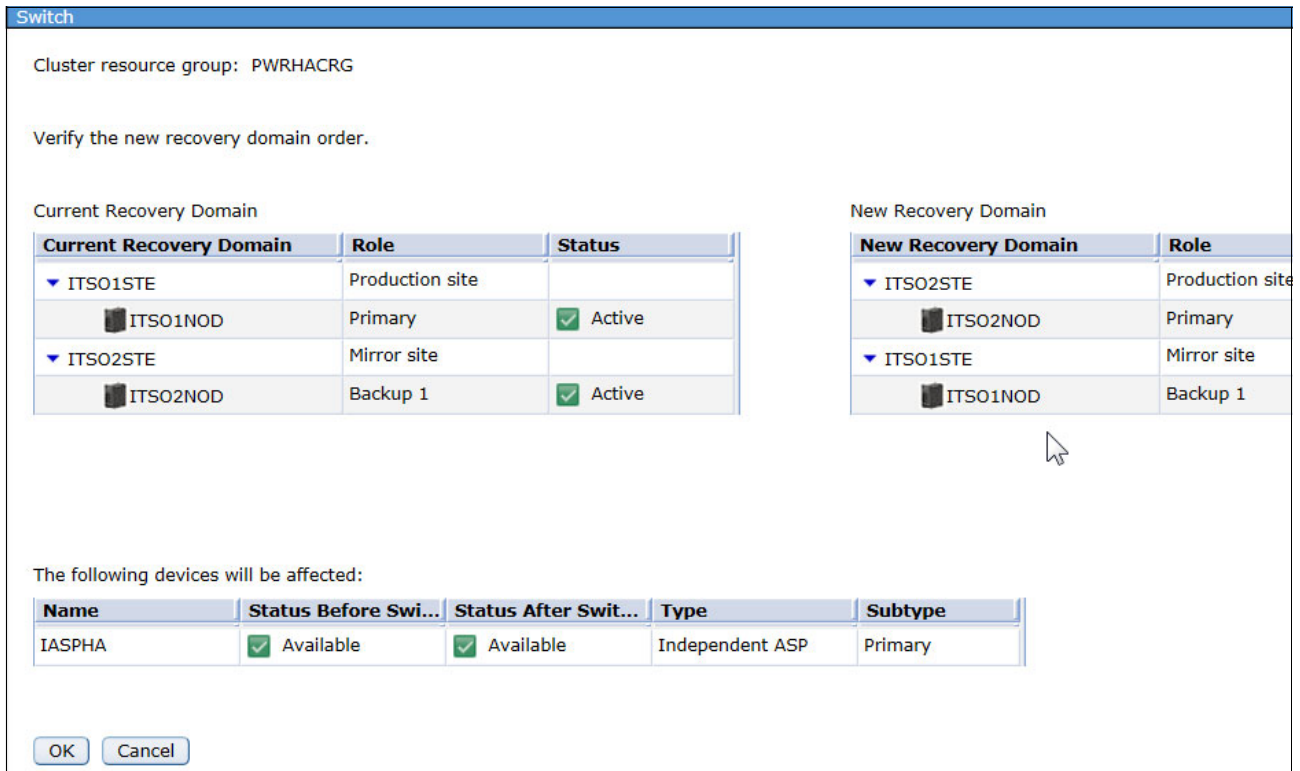 Switch
Cluster resource group: PWRHACRG
Verify the new recovery domain order.
Current Recovery Domain
Current Recovery Domain Role Status
ITSO1STE Production site
ITSO1NOD Primary Active
ITSO2STE Mirror site
ITSO2NOD Backup 1 Active
New Recovery Domain
New Recovery Domain Role
ITSO2STE Production site
ITSO2NOD Primary
ITSO1STE Mirror site
ITSO1NOD Backup 1
The following devices will be affected:
Name Status Before Swi... Status After Swit... Type Subtype
IASPHA Available Available Independent ASP Primary
OK Cancel